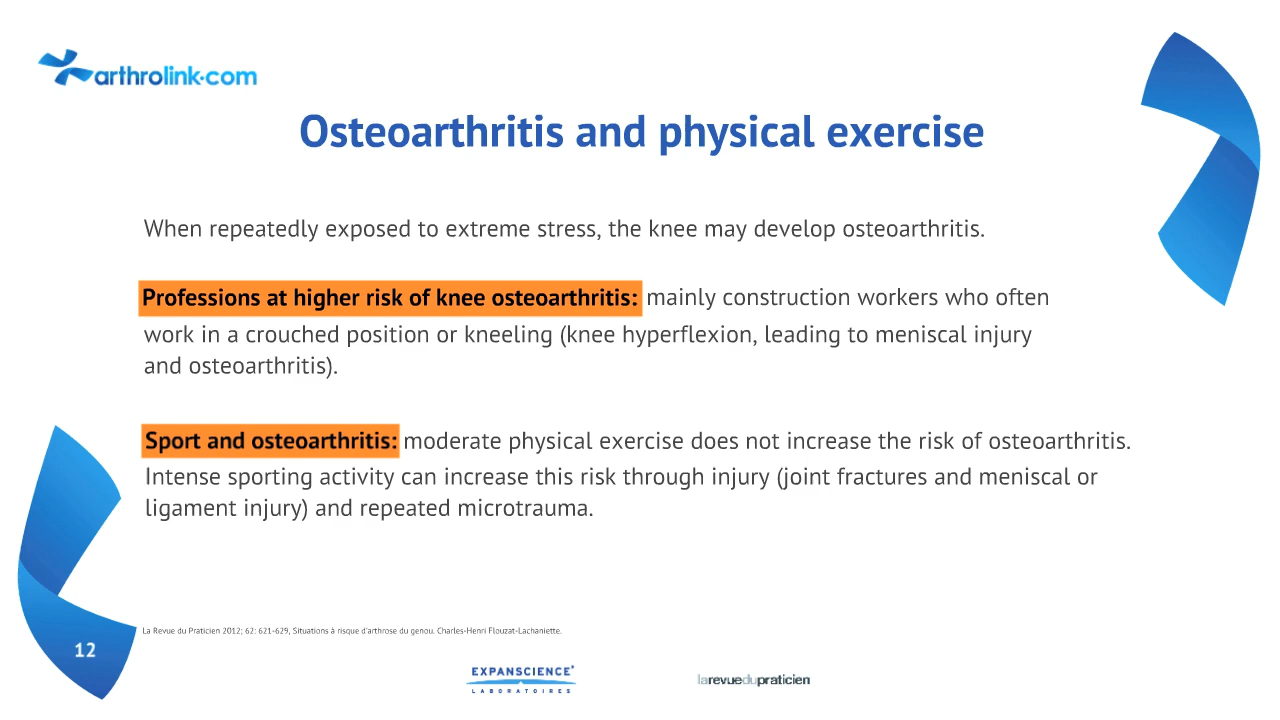 arthrolink.com
Osteoarthritis and physical exercise
When repeatedly exposed to extreme stress, the knee may develop osteoarthritis.
Professions at higher risk of knee osteoarthritis: mainly construction workers who often
work in a crouched position or kneeling (knee hyperflexion, leading to meniscal injury
and osteoarthritis).
Sport and osteoarthritis: moderate physical exercise does not increase the risk of osteoarthritis.
Intense sporting activity can increase this risk through injury (joint fractures and meniscal or
ligament injury) and repeated microtrauma.
La Revue du Praticien 2012; 62: 621-629, Situations à risque d'arthrose du genou. Charles-Henri Flouzat-Lachaniette.
12
EXPANSCIENCE
LABORATOIRES
larevuedupraticien